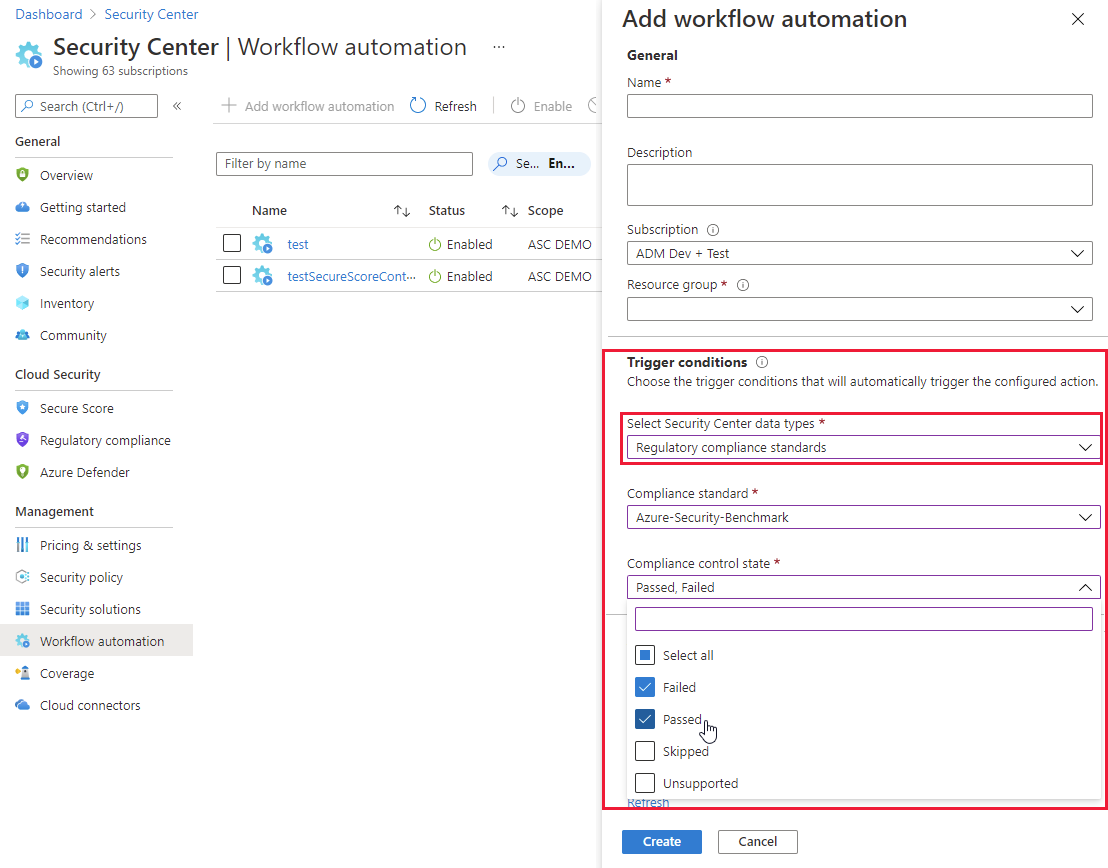 Dashboard > Security Center
Security Center | Workflow automation ...
Showing 63 subscriptions
Search (Ctrl+/) «
General
Overview
Getting started
Recommendations
Security alerts
Inventory
Community
Cloud Security
Secure Score
Regulatory compliance
Azure Defender
Management
Pricing & settings
Security policy
Security solutions
Workflow automation
Coverage
Cloud connectors
Add workflow automation Refresh Enable
Filter by name Se... En...
Name Status Scope
test Enabled ASC DEMO
testSecureScoreCont... Enabled ASC DEMO
Add workflow automation
General
Name *
Description
Subscription
ADM Dev + Test
Resource group *
Trigger conditions
Choose the trigger conditions that will automatically trigger the configured action.
Select Security Center data types *
Regulatory compliance standards
Compliance standard *
Azure-Security-Benchmark
Compliance control state *
Passed, Failed
Select all
Failed
Passed
Skipped
Unsupported
Refresh
Create Cancel